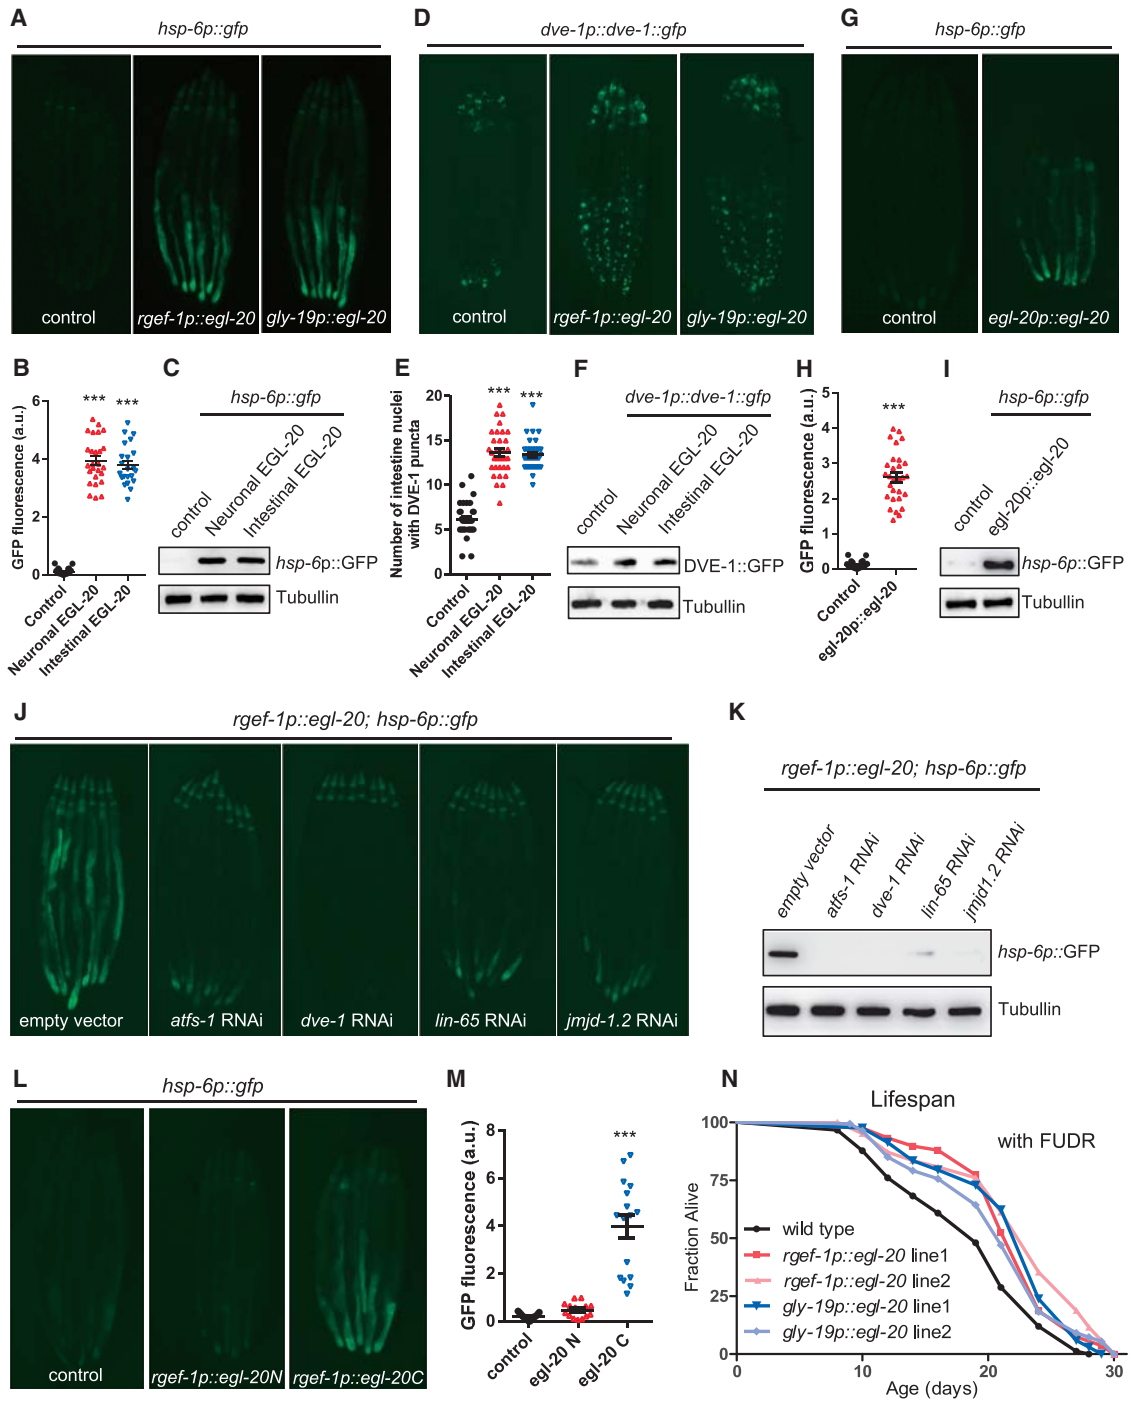 A
hsp-6p::gfp
control
rgef-1p::egl-20
gly-19p::egl-20
D
dve-1p::dve-1::gfp
control
rgef-1p::egl-20
gly-19p::egl-20
G
hsp-6p::gfp
control
egl-20p::egl-20
B
GFP fluorescence (a.u.)
6
4
2
0
***
***
Control
Neuronal EGL-20
Intestinal EGL-20
C
hsp-6p::gfp
control
Neuronal EGL-20
Intestinal EGL-20
hsp-6p::GFP
Tubullin
E
Number of intestine nuclei
with DVE-1 puncta
20
15
10
5
0
***
***
Control
Neuronal EGL-20
Intestinal EGL-20
F
dve-1p::dve-1::gfp
control
Neuronal EGL-20
Intestinal EGL-20
DVE-1::GFP
Tubullin
H
GFP fluorescence (a.u.)
5
4
3
2
1
0
***
Control
egl-20p::egl-20
I
hsp-6p::gfp
control
egl-20p::egl-20
hsp-6p::GFP
Tubullin
J
rgef-1p::egl-20; hsp-6p::gfp
empty vector
atfs-1 RNAi
dve-1 RNAi
lin-65 RNAi
jmjd-1.2 RNAi
K
rgef-1p::egl-20; hsp-6p::gfp
empty vector
atfs-1 RNAi
dve-1 RNAi
lin-65 RNAi
jmjd1.2 RNAi
hsp-6p::GFP
Tubullin
L
hsp-6p::gfp
control
rgef-1p::egl-20N
rgef-1p::egl-20C
M
GFP fluorescence (a.u.)
8
6
4
2
0
***
control
egl-20 N
egl-20 C
N
Lifespan
with FUDR
Fraction Alive
100
75
50
25
0
wild type
rgef-1p::egl-20 line1
rgef-1p::egl-20 line2
gly-19p::egl-20 line1
gly-19p::egl-20 line2
0
10
20
30
Age (days)